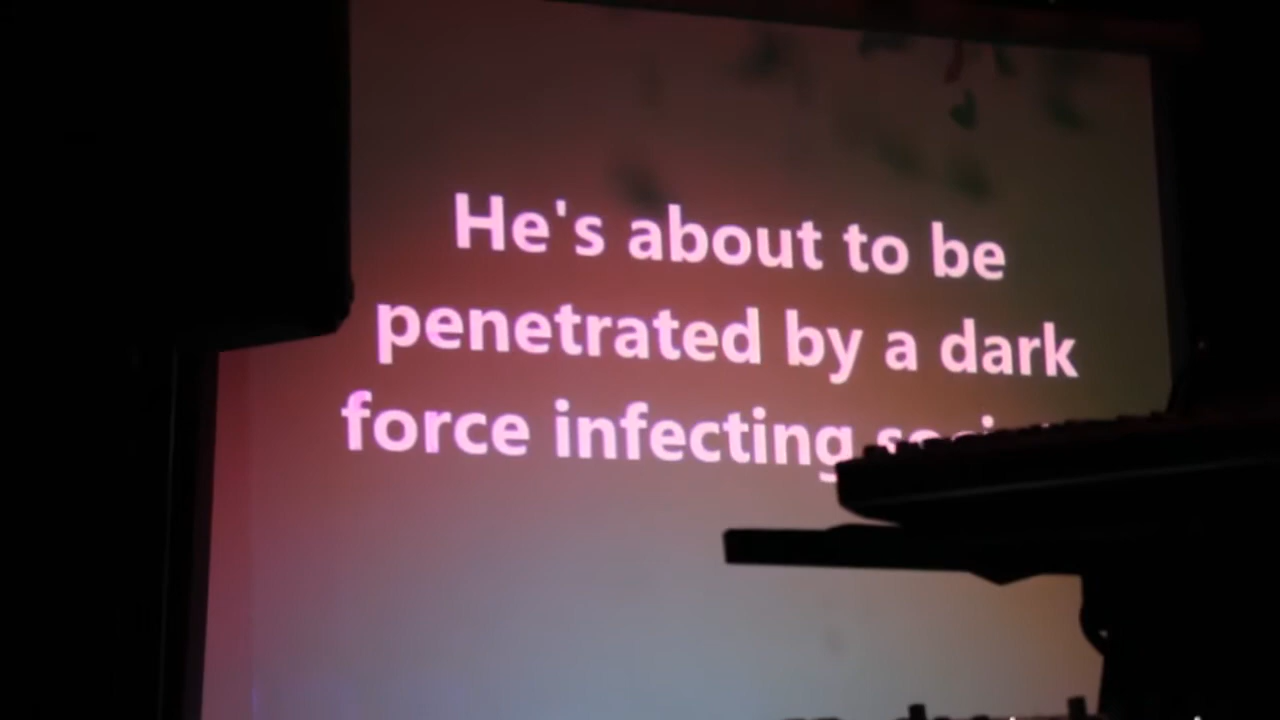 He's about to be
penetrated by a dark
force infecting